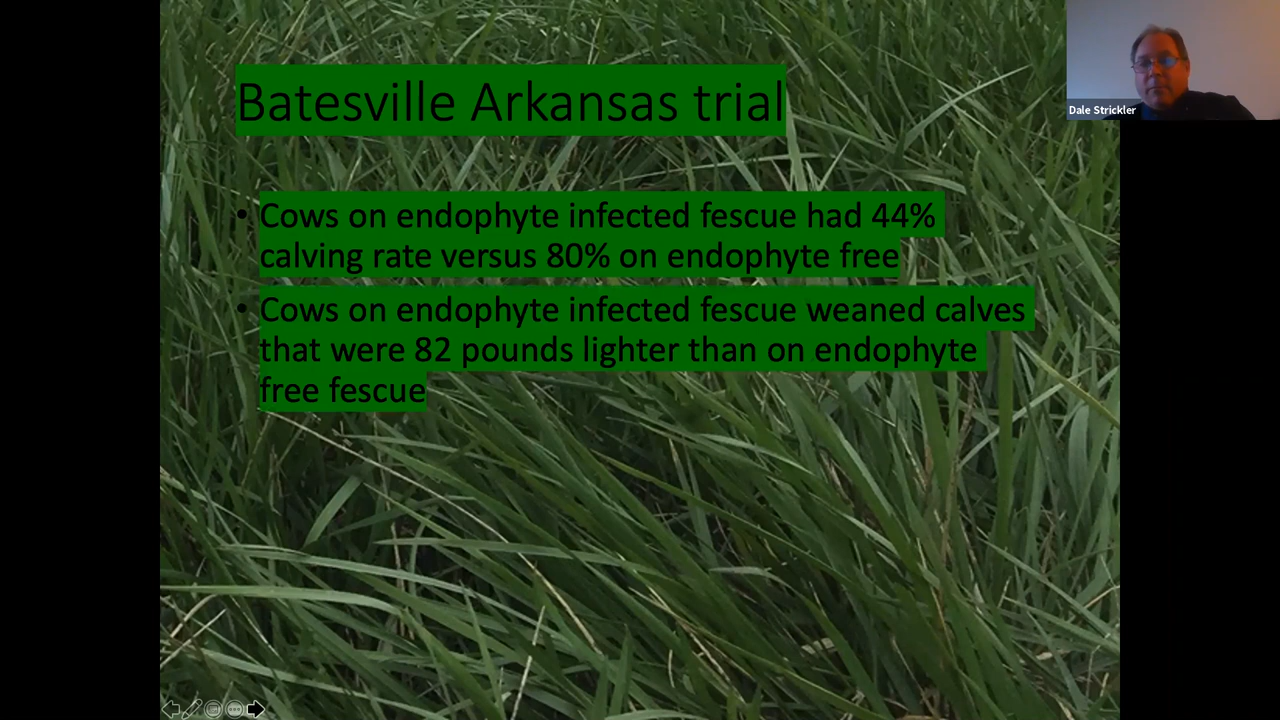 Batesville Arkansas trial
Dale Strickler
• Cows on endophyte infected fescue had 44%
calving rate versus 80% on endophyte free
• Cows on endophyte infected fescue weaned calves
that were 82 pounds lighter than on endophyte
free fescue